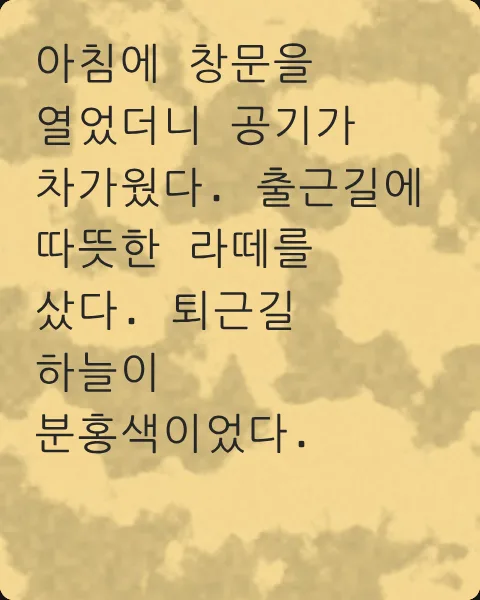 아침에 창문을
열었더니 공기가
차가웠다. 출근길에
따뜻한 라떼를
샀다. 퇴근길
하늘이
분홍색이었다.